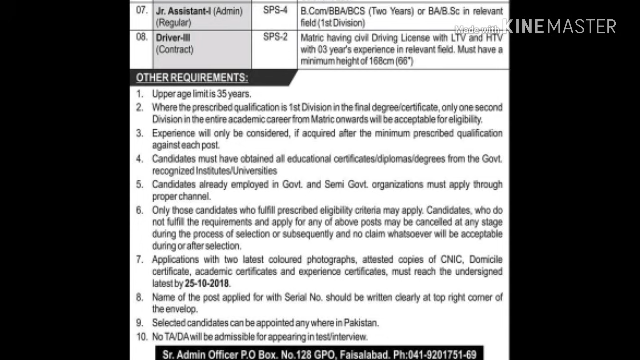 Made with KINEMASTER
07. Jr. Assistant-I (Admin) SPS-4 B.Com/BBA/BCS (Two Years) or BA/B.Sc in relevant
(Regular) field (1st Division)
08. Driver-III SPS-2 Matric having civil Driving License with LTV and HTV
(Contract) with 03 year's experience in relevant field. Must have a
minimum height of 168cm (66")
OTHER REQUIREMENTS:
1. Upper age limit is 35 years.
2. Where the prescribed qualification is 1st Division in the final degree/certificate, only one second
Division in the entire academic career from Matric onwards will be acceptable for eligibility.
3. Experience will only be considered, if acquired after the minimum prescribed qualification
against each post.
4. Candidates must have obtained all educational certificates/diplomas/degrees from the Govt.
recognized Institutes/Universities
5. Candidates already employed in Govt. and Semi Govt. organizations must apply through
proper channel.
6. Only those candidates who fulfill prescribed eligibility criteria may apply. Candidates, who do
not fulfill the requirements and apply for any of above posts may be cancelled at any stage
during the process of selection or subsequently and no claim whatsoever will be acceptable
during or after selection.
7. Applications with two latest coloured photographs, attested copies of CNIC, Domicile
certificate, academic certificates and experience certificates, must reach the undersigned
latest by 25-10-2018.
8. Name of the post applied for with Serial No. should be written clearly at top right corner of
the envelop.
9. Selected candidates can be appointed any where in Pakistan.
10. No TA/DA will be admissible for appearing in test/interview.
Sr. Admin Officer P.O Box. No.128 GPO, Faisalabad. Ph:041-9201751-69